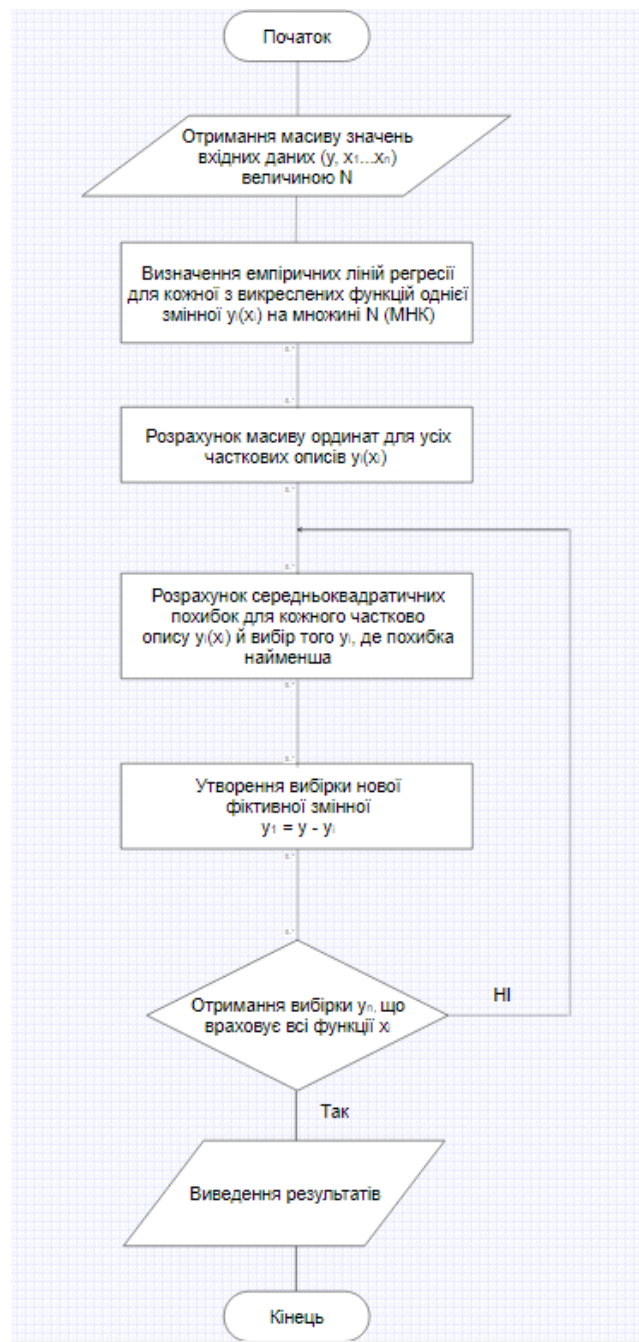 Початок
Отримання масиву значень
вхідних даних (y, x₁...xₙ)
величиною N
Визначення емпіричних ліній регресії
для кожної з викреслених функцій однієї
змінної yᵢ(xᵢ) на множині N (МНК)
Розрахунок масиву ординат для усіх
часткових описів yᵢ(xᵢ)
Розрахунок середньоквадратичних
похибок для кожного частково
опису yᵢ(xᵢ) й вибір того yᵢ, де похибка
найменша
Утворення вибірки нової
фіктивної змінної
y₁ = y - yᵢ
Отримання вибірки yₙ, що
враховує всі функції xᵢ
НІ
Так
Виведення результатів
Кінець